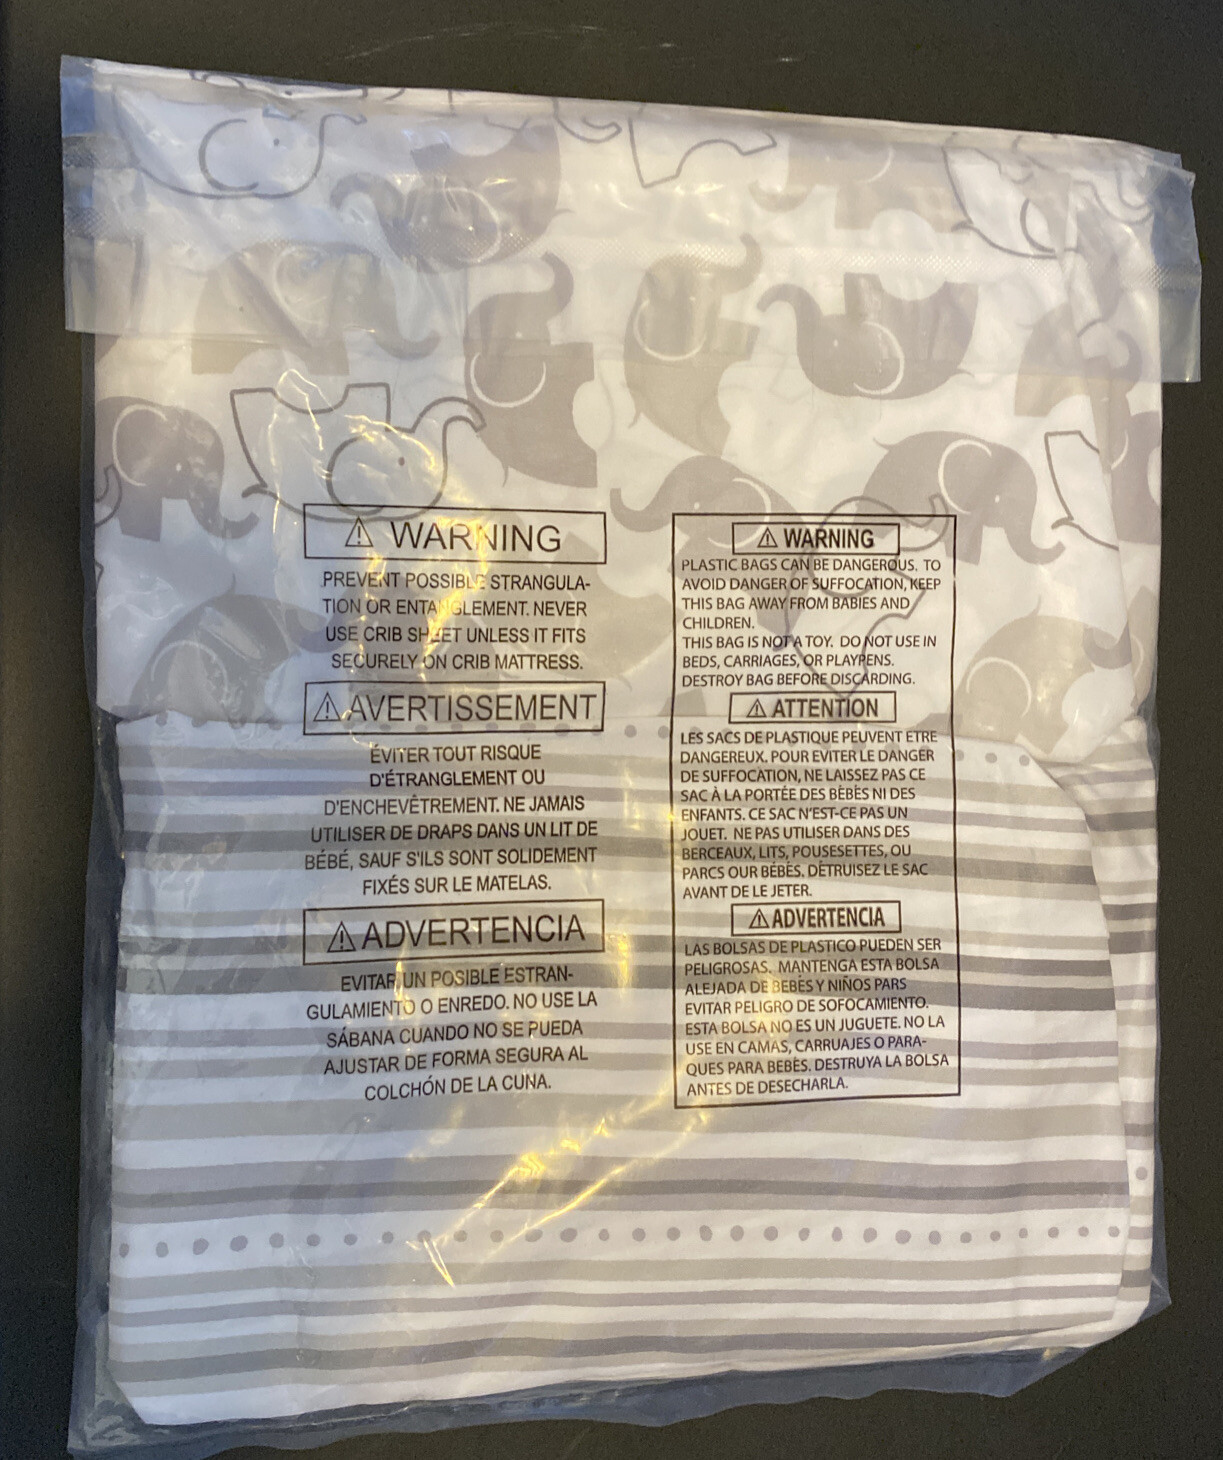 ⚠ WARNING
PREVENT POSSIBLE STRANGULA-
TION OR ENTANGLEMENT. NEVER
USE CRIB SHEET UNLESS IT FITS
SECURELY ON CRIB MATTRESS.
⚠ AVERTISSEMENT
ÉVITER TOUT RISQUE
D'ÉTRANGLEMENT OU
D'ENCHEVÊTREMENT. NE JAMAIS
UTILISER DE DRAPS DANS UN LIT DE
BÉBÉ, SAUF S'ILS SONT SOLIDEMENT
FIXÉS SUR LE MATELAS.
⚠ ADVERTENCIA
EVITAR UN POSIBLE ESTRAN-
GULAMIENTO O ENREDO. NO USE LA
SÁBANA CUANDO NO SE PUEDA
AJUSTAR DE FORMA SEGURA AL
COLCHÓN DE LA CUNA.
⚠ WARNING
PLASTIC BAGS CAN BE DANGEROUS. TO
AVOID DANGER OF SUFFOCATION, KEEP
THIS BAG AWAY FROM BABIES AND
CHILDREN.
THIS BAG IS NOT A TOY. DO NOT USE IN
BEDS, CARRIAGES, OR PLAYPENS.
DESTROY BAG BEFORE DISCARDING.
⚠ ATTENTION
LES SACS DE PLASTIQUE PEUVENT ETRE
DANGEREUX. POUR EVITER LE DANGER
DE SUFFOCATION, NE LAISSEZ PAS CE
SAC À LA PORTÉE DES BÈBÈS NI DES
ENFANTS. CE SAC N'EST-CE PAS UN
JOUET. NE PAS UTILISER DANS DES
BERCEAUX, LITS, POUSESETTES, OU
PARCS OUR BÉBÈS. DÈTRUISEZ LE SAC
AVANT DE LE JETER.
⚠ ADVERTENCIA
LAS BOLSAS DE PLASTICO PUEDEN SER
PELIGROSAS. MANTENGA ESTA BOLSA
ALEJADA DE BEBÈS Y NIÑOS PARS
EVITAR PELIGRO DE SOFOCAMIENTO.
ESTA BOLSA NO ES UN JUGUETE. NO LA
USE EN CAMAS, CARRUAJES O PARA-
QUES PARA BEBÈS. DESTRUYA LA BOLSA
ANTES DE DESECHARLA.